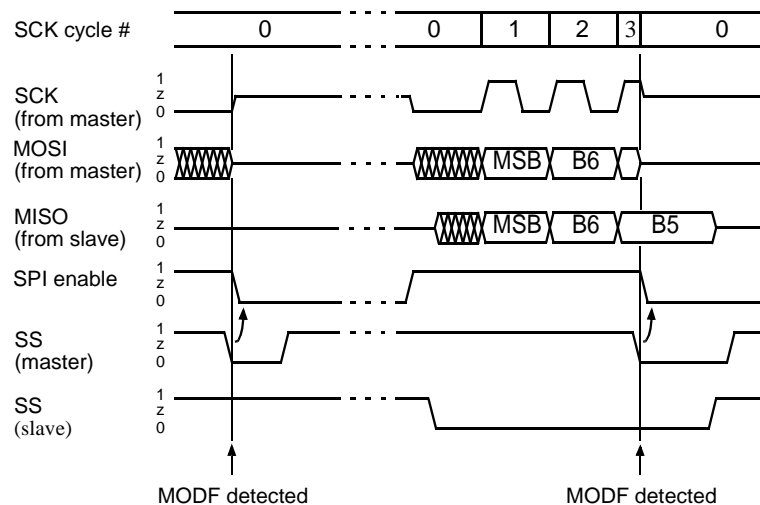 SCK cycle # 0 0 1 2 3 0
SCK
(from master)
1
z
0
MOSI
(from master)
1
z
0
MSB B6
MISO
(from slave)
1
z
0
MSB B6 B5
SPI enable
1
z
0
SS
(master)
1
z
0
SS
(slave)
1
z
0
MODF detected MODF detected